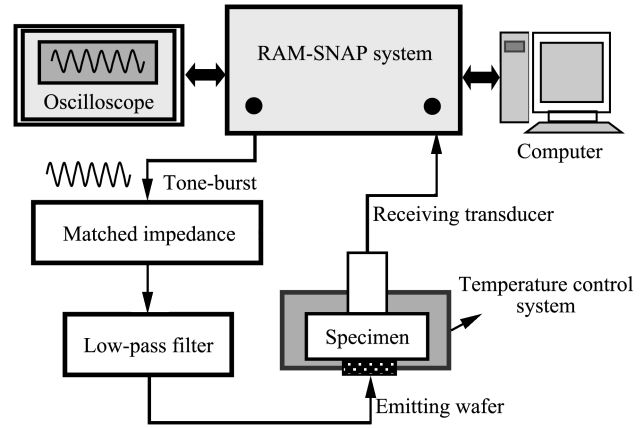 RAM-SNAP system
Oscilloscope
Computer
Tone-burst
Receiving transducer
Matched impedance
Temperature control
system
Specimen
Low-pass filter
Emitting wafer